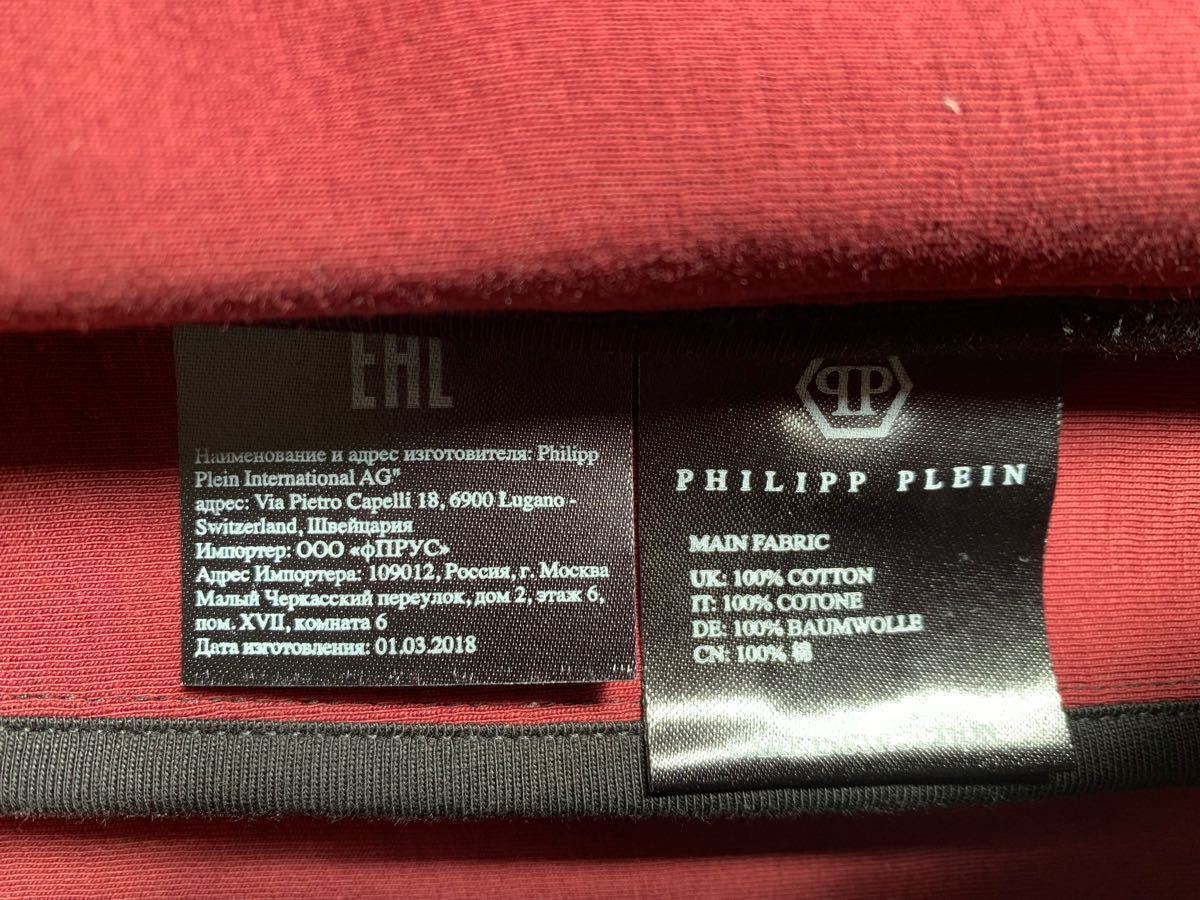 EAC
Наименование и адрес изготовителя: Philipp
Plein International AG"
адрес: Via Pietro Capelli 18, 6900 Lugano -
Switzerland, Швейцария
Импортер: ООО «фПРУС»
Адрес Импортера: 109012, Россия, г. Москва
Малый Черкасский переулок, дом 2, этаж 6,
пом. XVII, комната 6
Дата изготовления: 01.03.2018
PHILIPP PLEIN
MAIN FABRIC
UK: 100% COTTON
IT: 100% COTONE
DE: 100% BAUMWOLLE
CN: 100% 棉